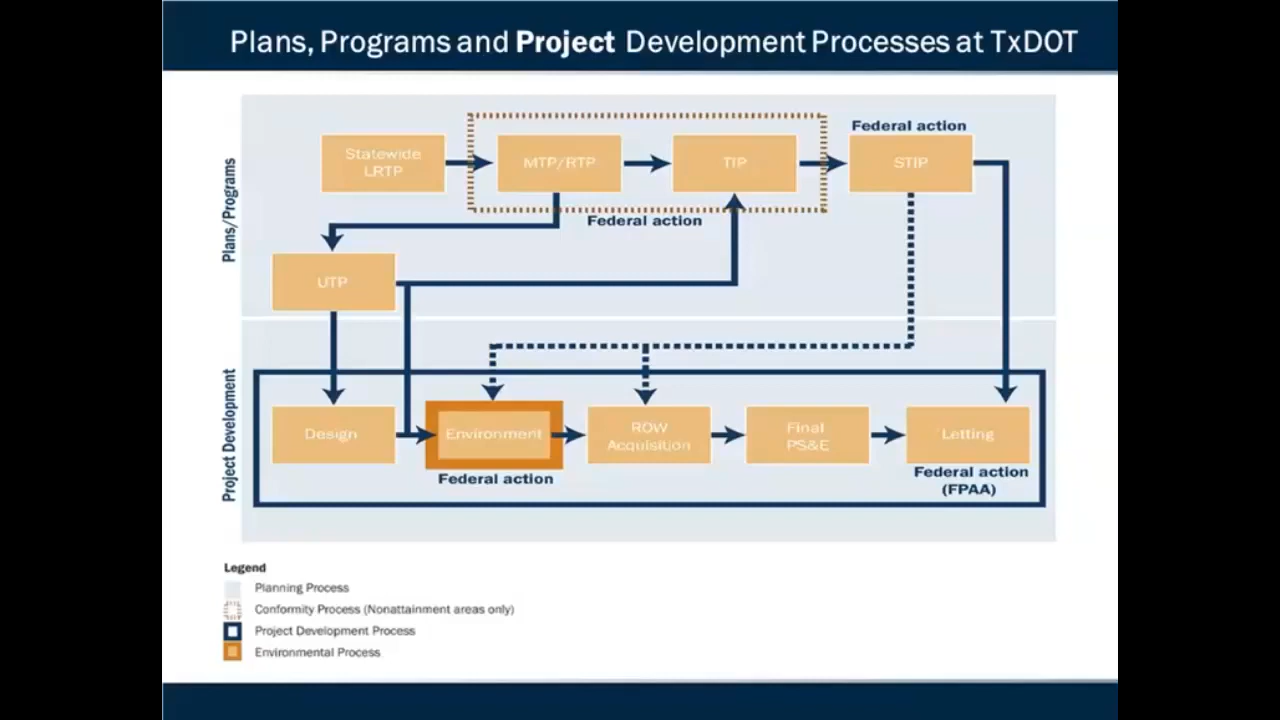 Plans, Programs and Project Development Processes at TxDOT
Plans/Programs
Federal action
Statewide
LRTP
MTP/RTP
TIP
STIP
Federal action
UTP
Project Development
Design
Environment
ROW
Acquisition
Final
PS&E
Letting
Federal action
Federal action
(FPAA)
Legend
Planning Process
Conformity Process (Nonattainment areas only)
Project Development Process
Environmental Process